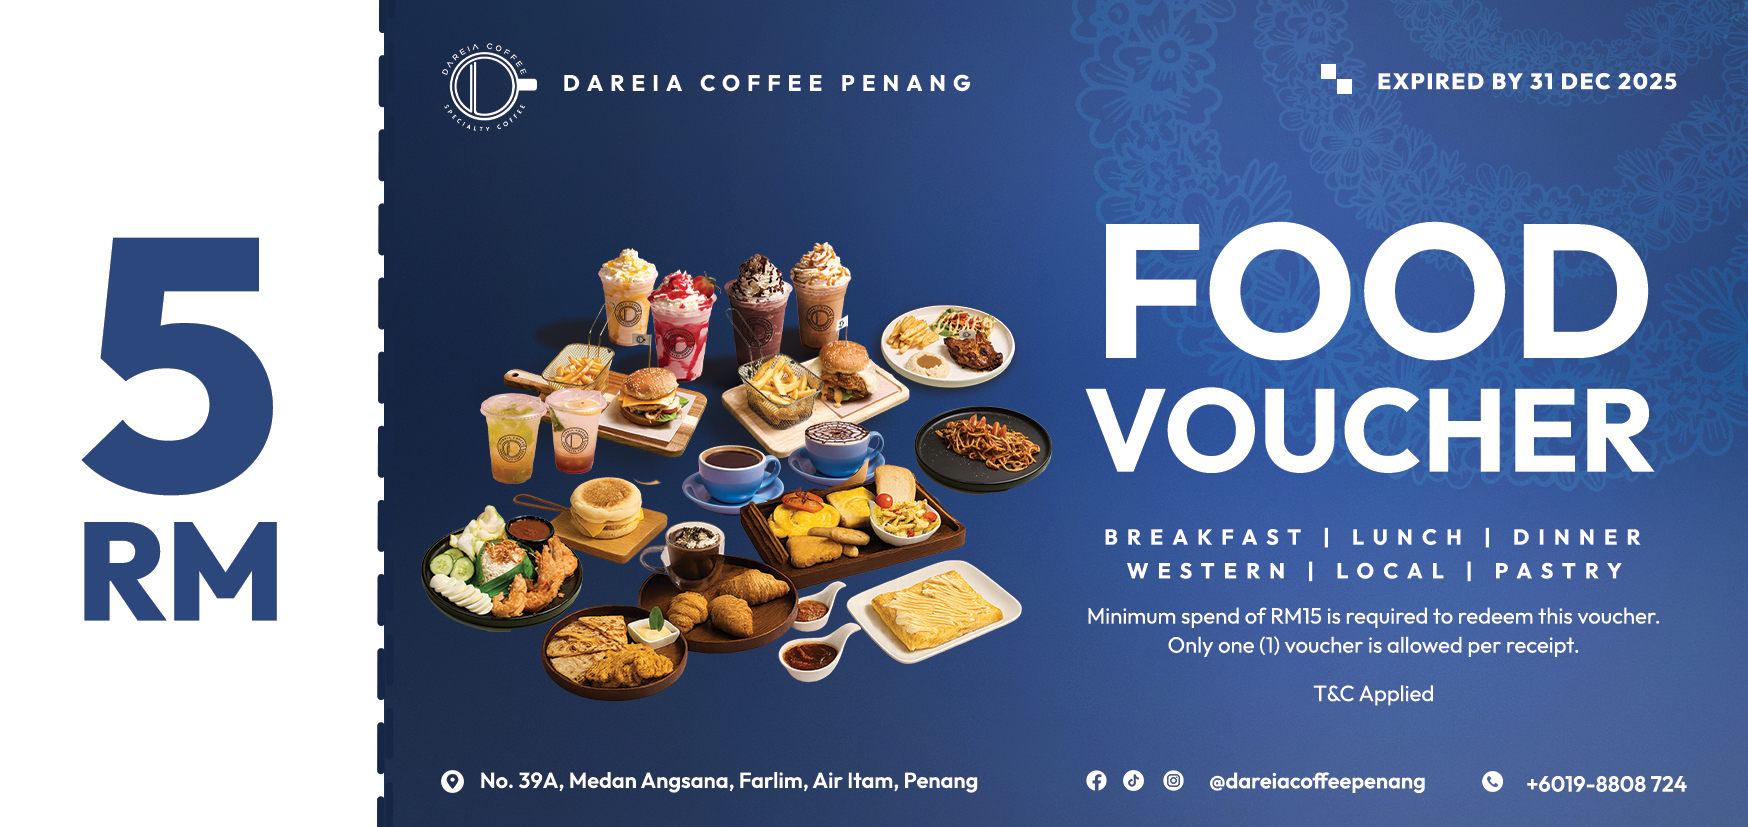 5
RM
DAREIA COFFEE
SPECIALTY COFFEE
DAREIA COFFEE PENANG
EXPIRED BY 31 DEC 2025
FOOD
VOUCHER
BREAKFAST | LUNCH | DINNER
WESTERN | LOCAL | PASTRY
Minimum spend of RM15 is required to redeem this voucher.
Only one (1) voucher is allowed per receipt.
T&C Applied
No. 39A, Medan Angsana, Farlim, Air Itam, Penang
@dareiacoffeepenang
+6019-8808 724